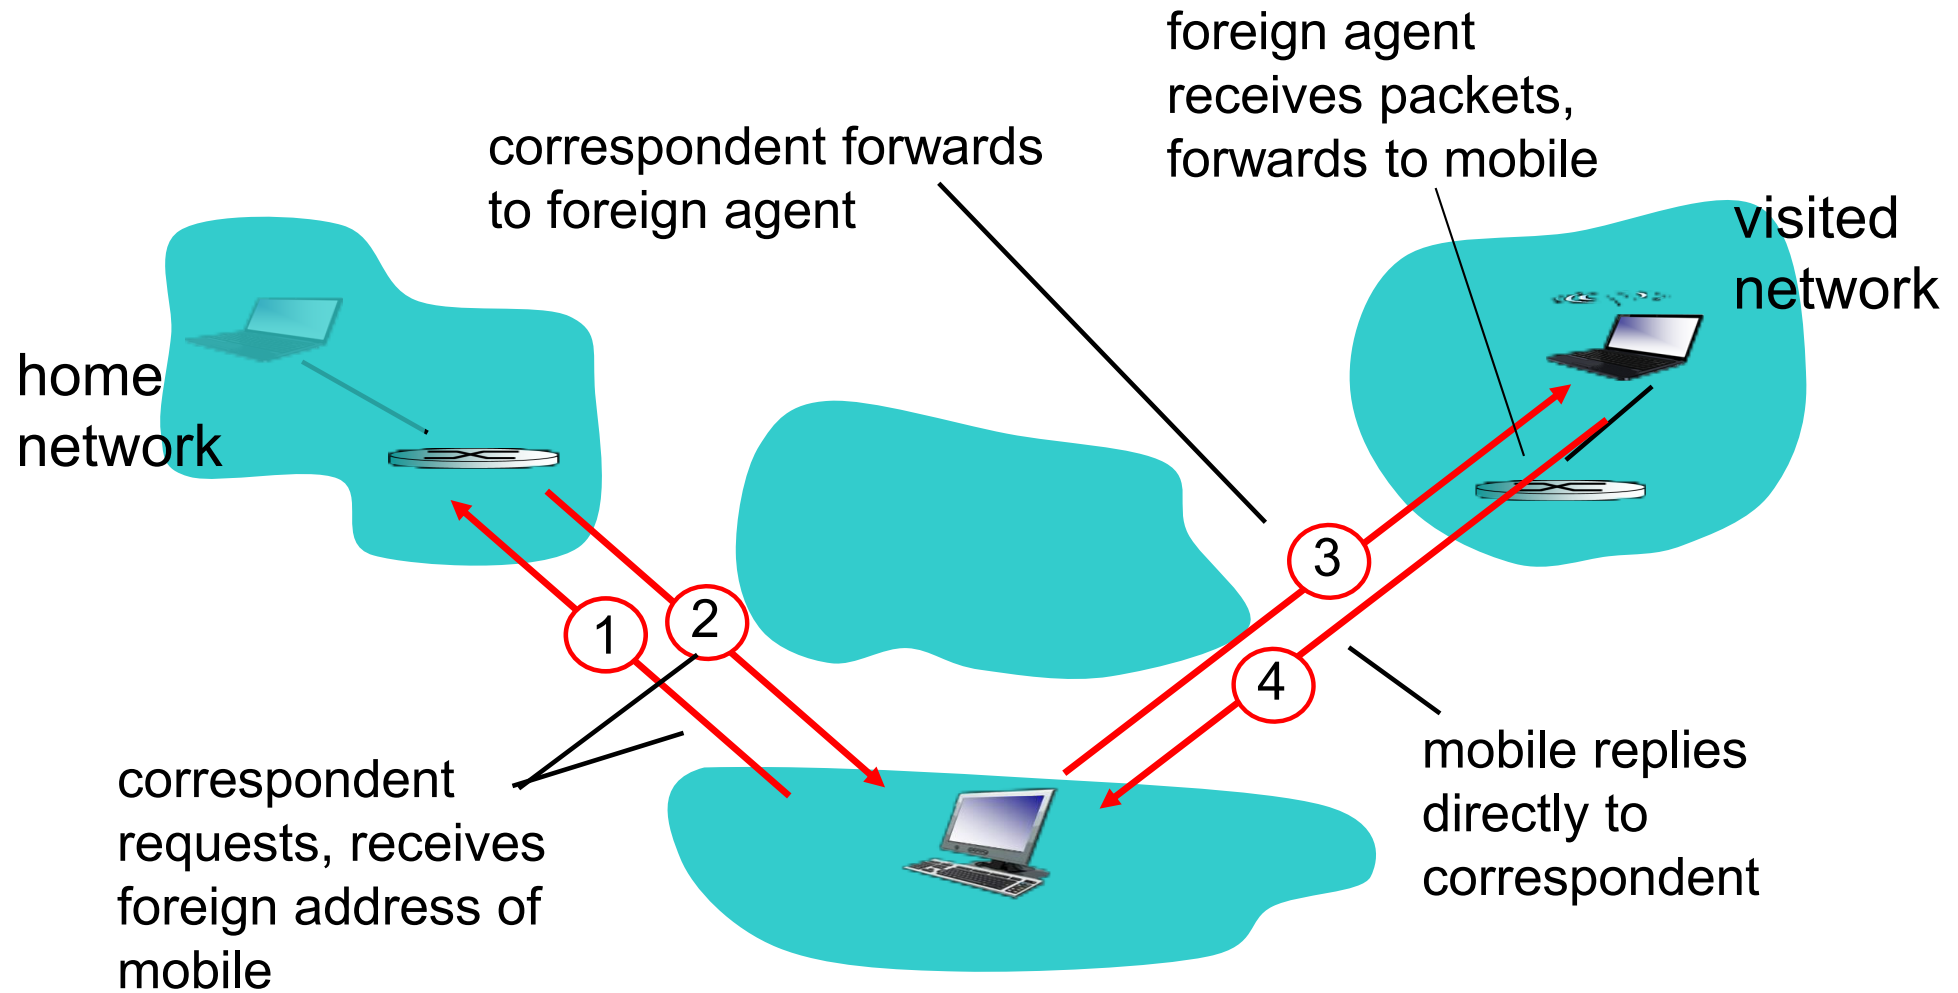 foreign agent
receives packets,
forwards to mobile
correspondent forwards
to foreign agent
visited
network
home
network
3
1
2
4
correspondent
requests, receives
foreign address of
mobile
mobile replies
directly to
correspondent